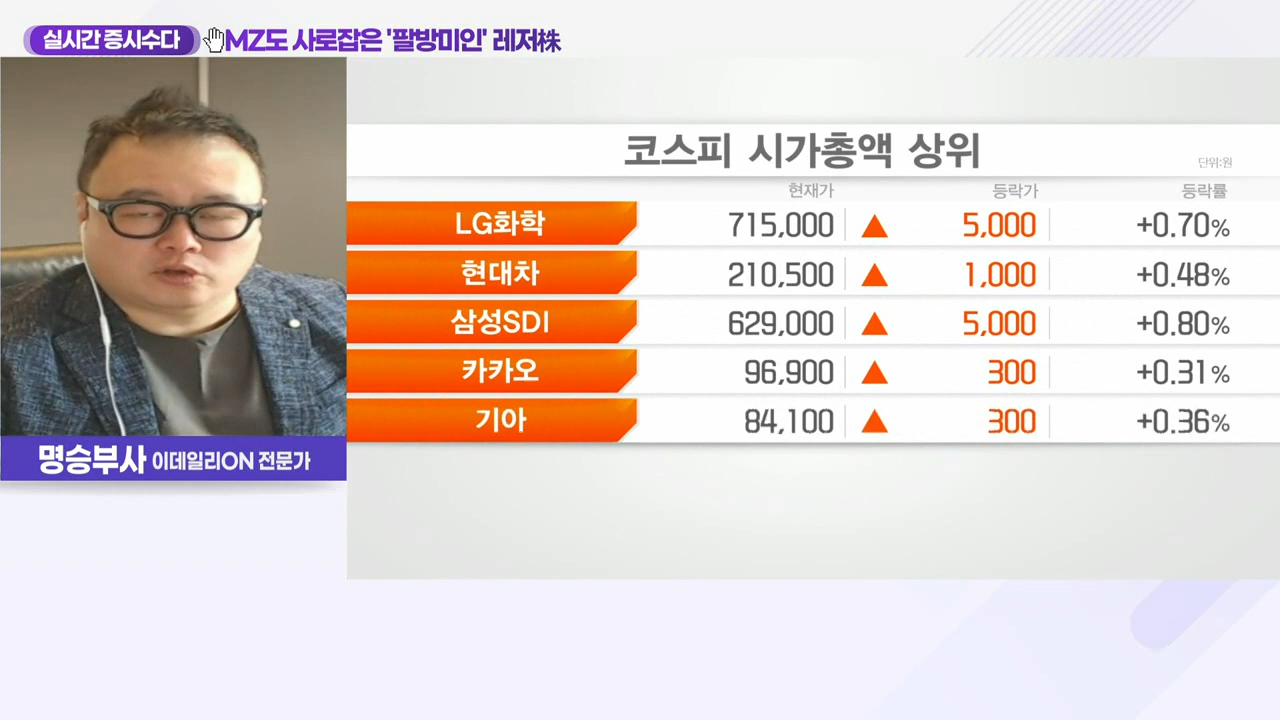 실시간 증시수다 MZ도 사로잡은 '팔방미인' 레저株
코스피 시가총액 상위
단위:원
현재가 등락가 등락률
LG화학 715,000 ▲ 5,000 +0.70%
현대차 210,500 ▲ 1,000 +0.48%
삼성SDI 629,000 ▲ 5,000 +0.80%
카카오 96,900 ▲ 300 +0.31%
기아 84,100 ▲ 300 +0.36%
명승부사 이데일리ON 전문가